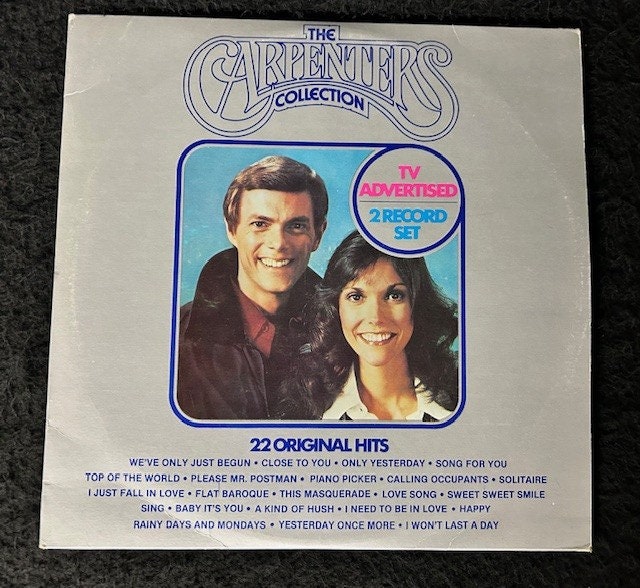 THE
CARPENTERS
COLLECTION
TV
ADVERTISED
2 RECORD
SET
22 ORIGINAL HITS
WE'VE ONLY JUST BEGUN • CLOSE TO YOU • ONLY YESTERDAY • SONG FOR YOU
TOP OF THE WORLD • PLEASE MR. POSTMAN • PIANO PICKER • CALLING OCCUPANTS • SOLITAIRE
I JUST FALL IN LOVE • FLAT BAROQUE • THIS MASQUERADE • LOVE SONG • SWEET SWEET SMILE
SING • BABY IT'S YOU • A KIND OF HUSH • I NEED TO BE IN LOVE • HAPPY
RAINY DAYS AND MONDAYS • YESTERDAY ONCE MORE • I WON'T LAST A DAY